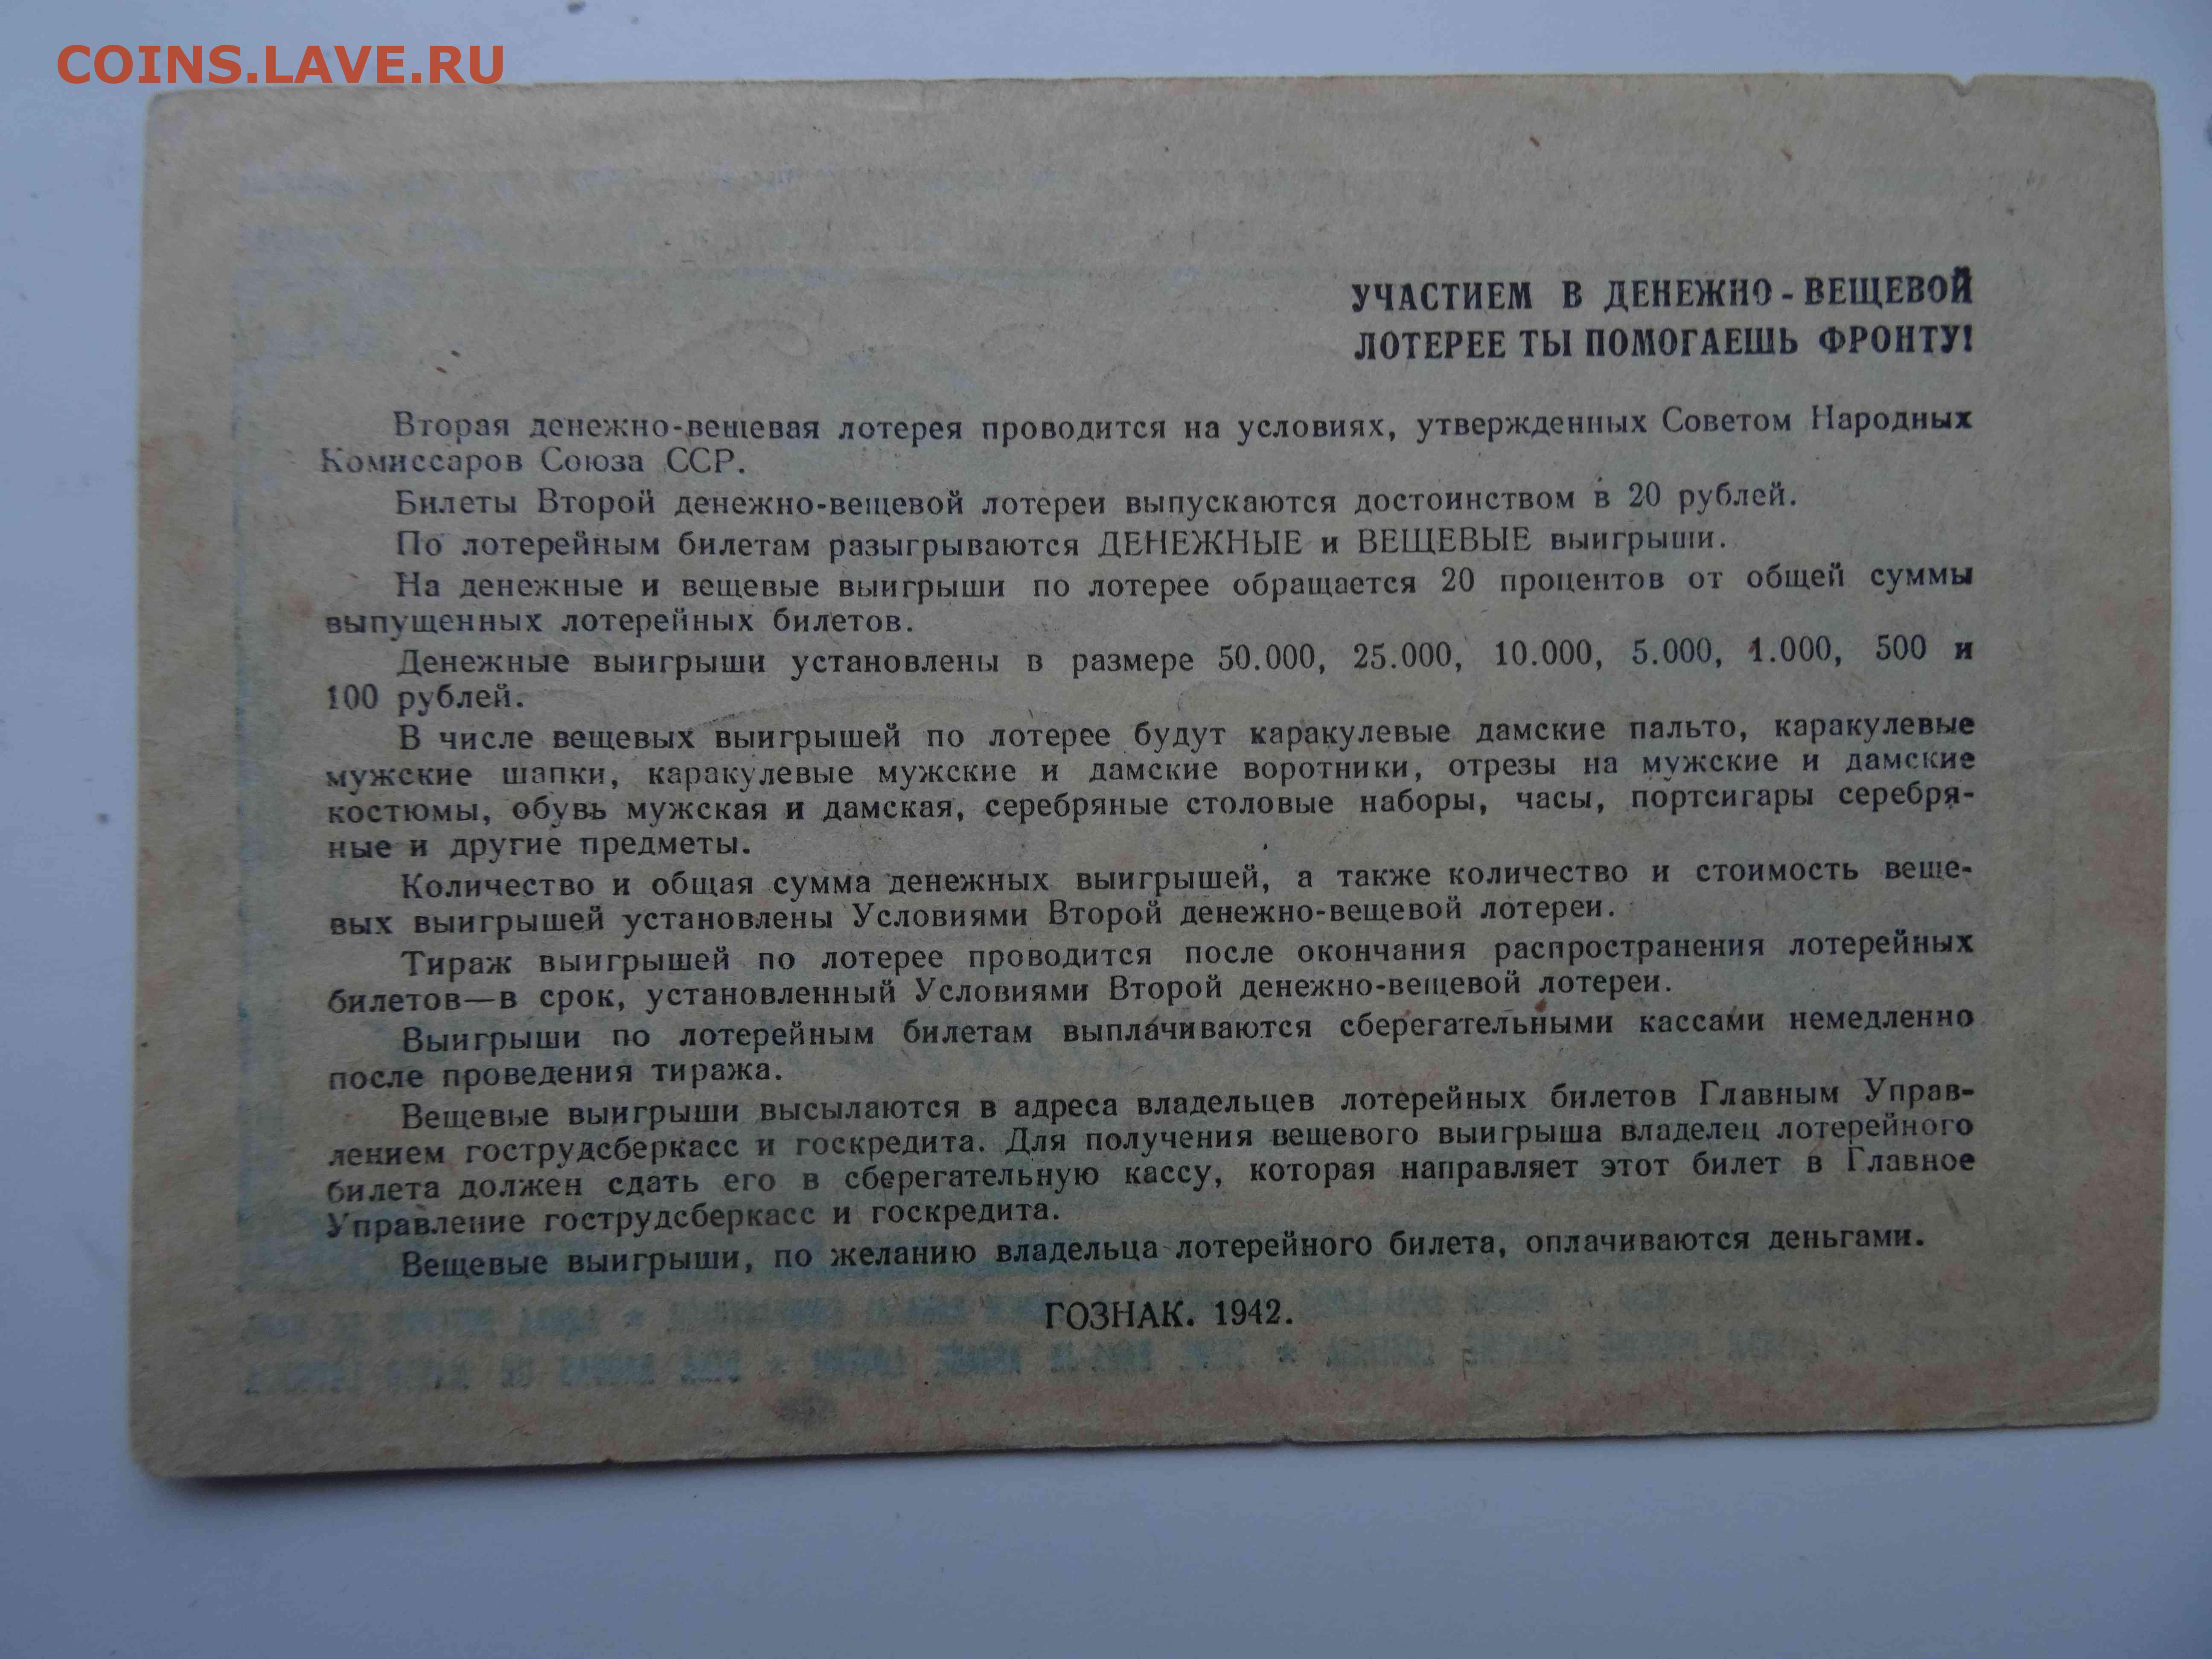 COINS.LAVE.RU
УЧАСТИЕМ В ДЕНЕЖНО-ВЕЩЕВОЙ
ЛОТЕРЕЕ ТЫ ПОМОГАЕШЬ ФРОНТУ!
Вторая денежно-вещевая лотерея проводится на условиях, утвержденных Советом Народных
Комиссаров Союза ССР.
Билеты Второй денежно-вещевой лотереи выпускаются достоинством в 20 рублей.
По лотерейным билетам разыгрываются ДЕНЕЖНЫЕ и ВЕЩЕВЫЕ выигрыши.
На денежные и вещевые выигрыши по лотерее обращается 20 процентов от общей суммы
выпущенных лотерейных билетов.
Денежные выигрыши установлены в размере 50.000, 25.000, 10.000, 5.000, 1.000, 500 и
100 рублей.
В числе вещевых выигрышей по лотерее будут каракулевые дамские пальто, каракулевые
мужские шапки, каракулевые мужские и дамские воротники, отрезы на мужские и дамские
костюмы, обувь мужская и дамская, серебряные столовые наборы, часы, портсигары серебря-
ные и другие предметы.
Количество и общая сумма денежных выигрышей, а также количество и стоимость веще-
вых выигрышей установлены Условиями Второй денежно-вещевой лотереи.
Тираж выигрышей по лотерее проводится после окончания распространения лотерейных
билетов—в срок, установленный Условиями Второй денежно-вещевой лотереи.
Выигрыши по лотерейным билетам выплачиваются сберегательными кассами немедленно
после проведения тиража.
Вещевые выигрыши высылаются в адреса владельцев лотерейных билетов Главным Управ-
лением гострудсберкасс и госкредита. Для получения вещевого выигрыша владелец лотерейного
билета должен сдать его в сберегательную кассу, которая направляет этот билет в Главное
Управление гострудсберкасс и госкредита.
Вещевые выигрыши, по желанию владельца лотерейного билета, оплачиваются деньгами.
ГОЗНАК. 1942.